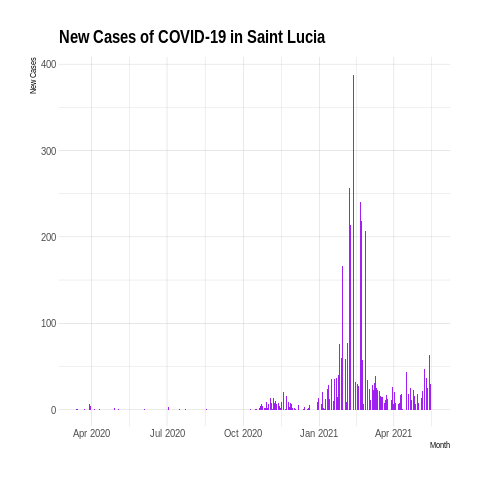 New Cases of COVID-19 in Saint Lucia
New Cases
400
300
200
100
0
Apr 2020 Jul 2020 Oct 2020 Jan 2021 Apr 2021
Month